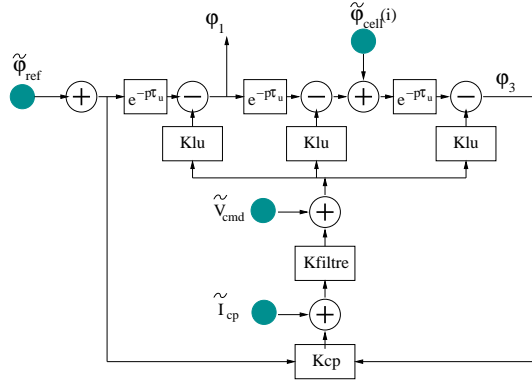 φ̃cell(i)
φ1
φ̃ref
φ3
+ e^-pτu − e^-pτu − + e^-pτu −
Klu Klu Klu
Ṽcmd +
Kfiltre
Ĩcp +
Kcp